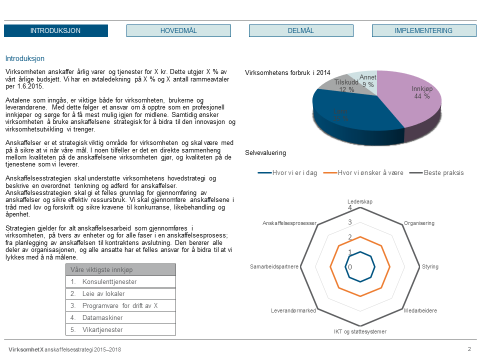 INTRODUKSJON
HOVEDMÅL
DELMÅL
IMPLEMENTERING
Introduksjon
Virksomheten anskaffer årlig varer og tjenester for X kr. Dette utgjør X % av
vårt årlige budsjett. Vi har en avtaledekning på X % og X antall rammeavtaler
per 1.6.2015.
Avtalene som inngås, er viktige både for virksomheten, brukerne og
leverandørene. Med dette følger et ansvar om å opptre som en profesjonell
innkjøper og sørge for å få mest mulig igjen for midlene. Samtidig ønsker
virksomheten å bruke anskaffelsene strategisk for å bidra til den innovasjon og
virksomhetsutvikling vi trenger.
Anskaffelser er et strategisk viktig område for virksomheten og skal være med
på å sikre at vi når våre mål. I noen tilfeller er det en direkte sammenheng
mellom kvaliteten på de anskaffelsene virksomheten gjør, og kvaliteten på de
tjenestene som vi leverer.
Anskaffelsesstrategien skal understøtte virksomhetens hovedstrategi og
beskrive en overordnet tenkning og adferd for anskaffelser.
Anskaffelsesstrategien skal gi et felles grunnlag for gjennomføring av
anskaffelser og sikre effektiv ressursbruk. Vi skal gjennomføre anskaffelsene i
tråd med lov og forskrift og sikre kravene til konkurranse, likebehandling og
åpenhet.
Strategien gjelder for alt anskaffelsesarbeid som gjennomføres i
virksomheten, på tvers av enheter og for alle faser i en anskaffelsesprosess;
fra planlegging av anskaffelsen til kontraktens avslutning. Den berører alle
deler av organisasjonen, og alle ansatte har et felles ansvar for å bidra til at vi
lykkes med å nå målene.
Våre viktigste innkjøp
1. Konsulenttjenester
2. Leie av lokaler
3. Programvare for drift av X
4. Datamaskiner
5. Vikartjenester
Virksomhetens forbruk i 2014
Annet
9 %
Tilskudd
12 %
Innkjøp
44 %
Selvevaluering
Hvor vi er i dag
Hvor vi ønsker å være
Beste praksis
Lederskap
Organisering
Styring
Medarbeidere
IKT og støttesystemer
Leverandørmarked
Samarbeidspartnere
Anskaffelsesprosesser
4
3
2
1
0
Virksomhet X anskaffelsesstrategi 2015–2018
2